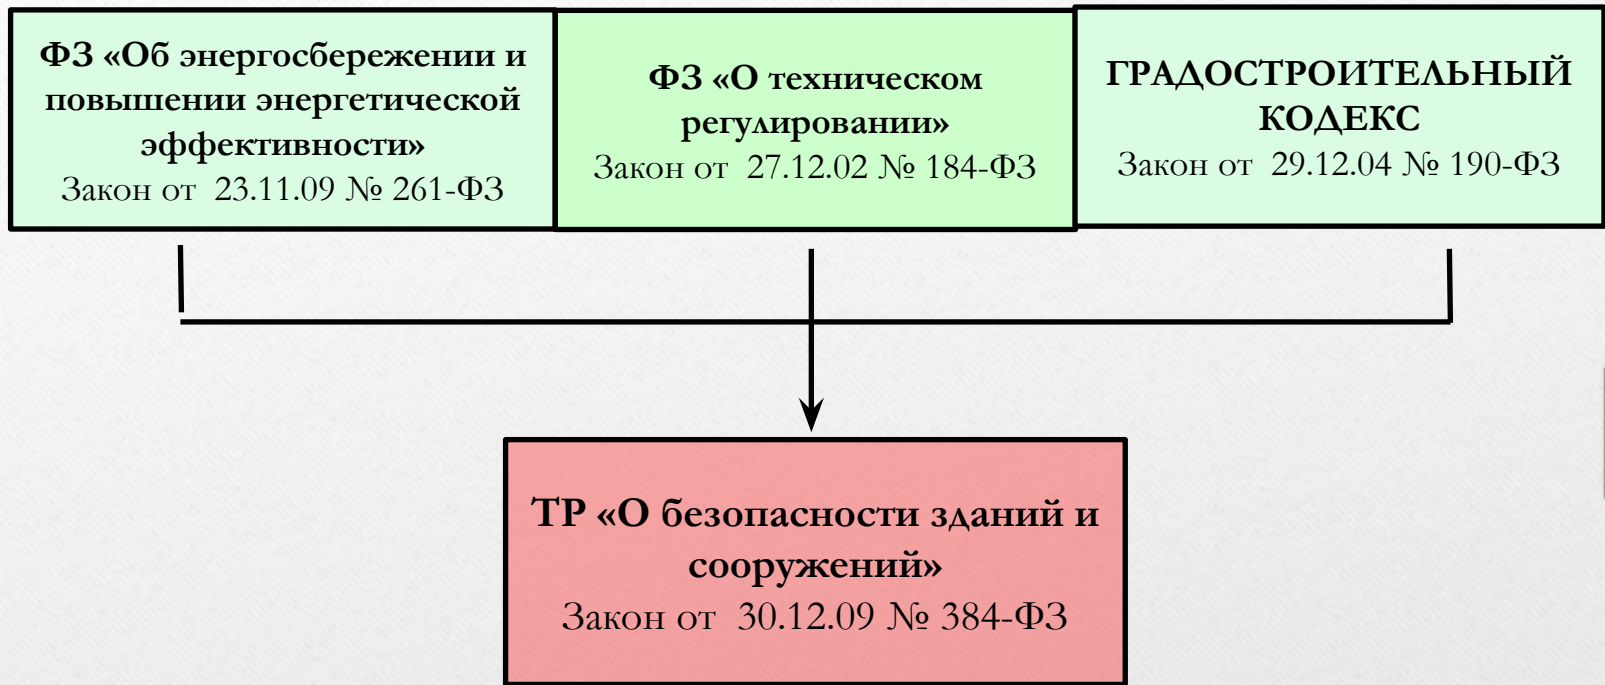 ФЗ «Об энергосбережении и
повышении энергетической
эффективности»
Закон от 23.11.09 № 261-ФЗ
ФЗ «О техническом
регулировании»
Закон от 27.12.02 № 184-ФЗ
ГРАДОСТРОИТЕЛЬНЫЙ
КОДЕКС
Закон от 29.12.04 № 190-ФЗ
ТР «О безопасности зданий и
сооружений»
Закон от 30.12.09 № 384-ФЗ